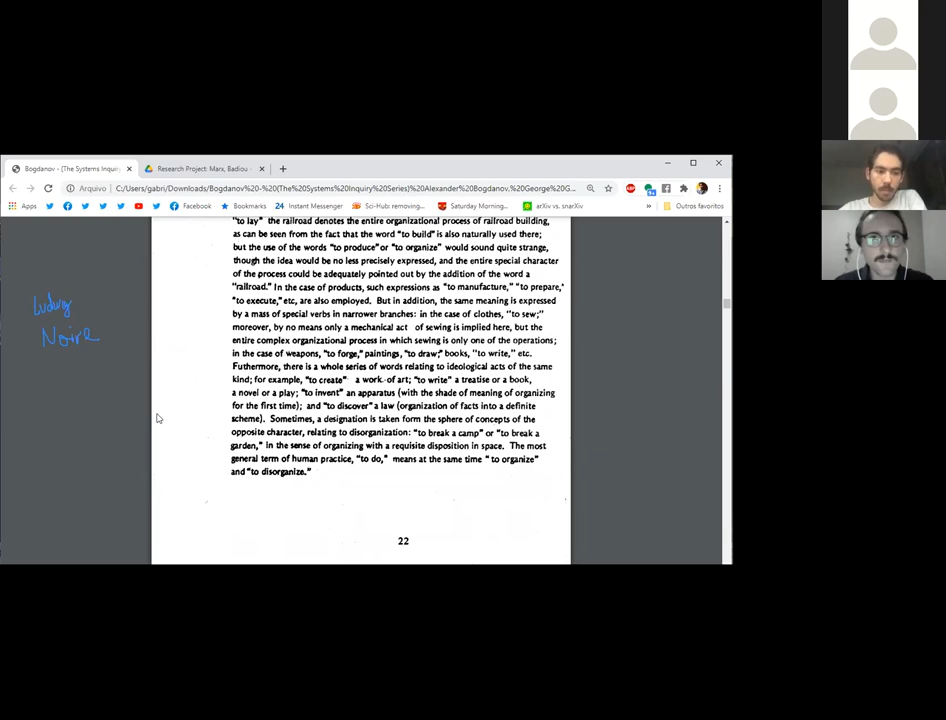 Bogdanov - (The Systems Inquiry
Research Project: Marx, Badiou -
Arquivo
C:/Users/gabri/Downloads/Bogdanov%20-%20(The%20Systems%20Inquiry%20Series)%20Alexander%20Bogdanov,%20George%20G...
Apps
Facebook
Bookmarks
24 Instant Messenger
Sci-Hub: removing...
Saturday Morning...
arXiv vs. snarXiv
»
Outros favoritos
"to lay" the railroad denotes the entire organizational process of railroad building,
as can be seen from the fact that the word "to build" is also naturally used there;
but the use of the words "to produce" or "to organize" would sound quite strange,
though the idea would be no less precisely expressed, and the entire special character
of the process could be adequately pointed out by the addition of the word a
"railroad." In the case of products, such expressions as "to manufacture," "to prepare,"
"to execute," etc, are also employed. But in addition, the same meaning is expressed
by a mass of special verbs in narrower branches: in the case of clothes, "to sew;"
moreover, by no means only a mechanical act of sewing is implied here, but the
entire complex organizational process in which sewing is only one of the operations;
in the case of weapons, "to forge," paintings, "to draw;" books, "to write," etc.
Futhermore, there is a whole series of words relating to ideological acts of the same
kind; for example, "to create" a work of art; "to write" a treatise or a book,
a novel or a play; "to invent" an apparatus (with the shade of meaning of organizing
for the first time); and "to discover" a law (organization of facts into a definite
scheme). Sometimes, a designation is taken form the sphere of concepts of the
opposite character, relating to disorganization: "to break a camp" or "to break a
garden," in the sense of organizing with a requisite disposition in space. The most
general term of human practice, "to do," means at the same time "to organize"
and "to disorganize."
22
Ludwig
Noire